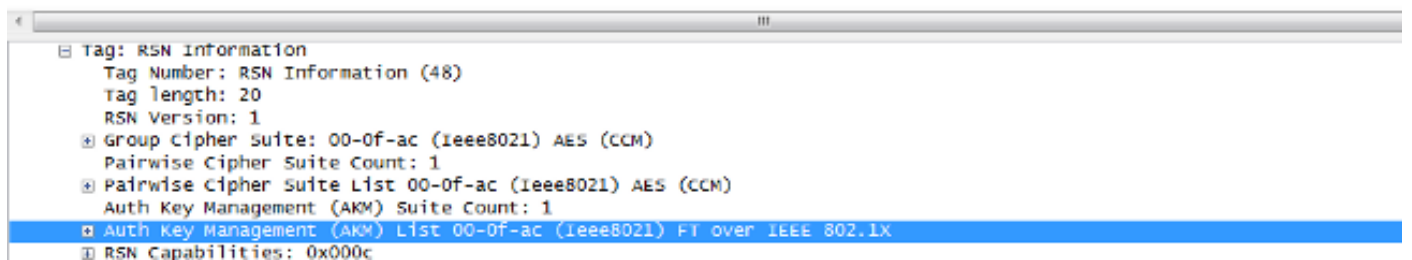 Tag: RSN Information
Tag Number: RSN Information (48)
Tag length: 20
RSN Version: 1
Group Cipher Suite: 00-0f-ac (Ieee8021) AES (CCM)
Pairwise Cipher Suite Count: 1
Pairwise Cipher Suite List 00-0f-ac (Ieee8021) AES (CCM)
Auth Key Management (AKM) Suite Count: 1
Auth Key Management (AKM) List 00-0f-ac (Ieee8021) FT over IEEE 802.1X
RSN Capabilities: 0x000c